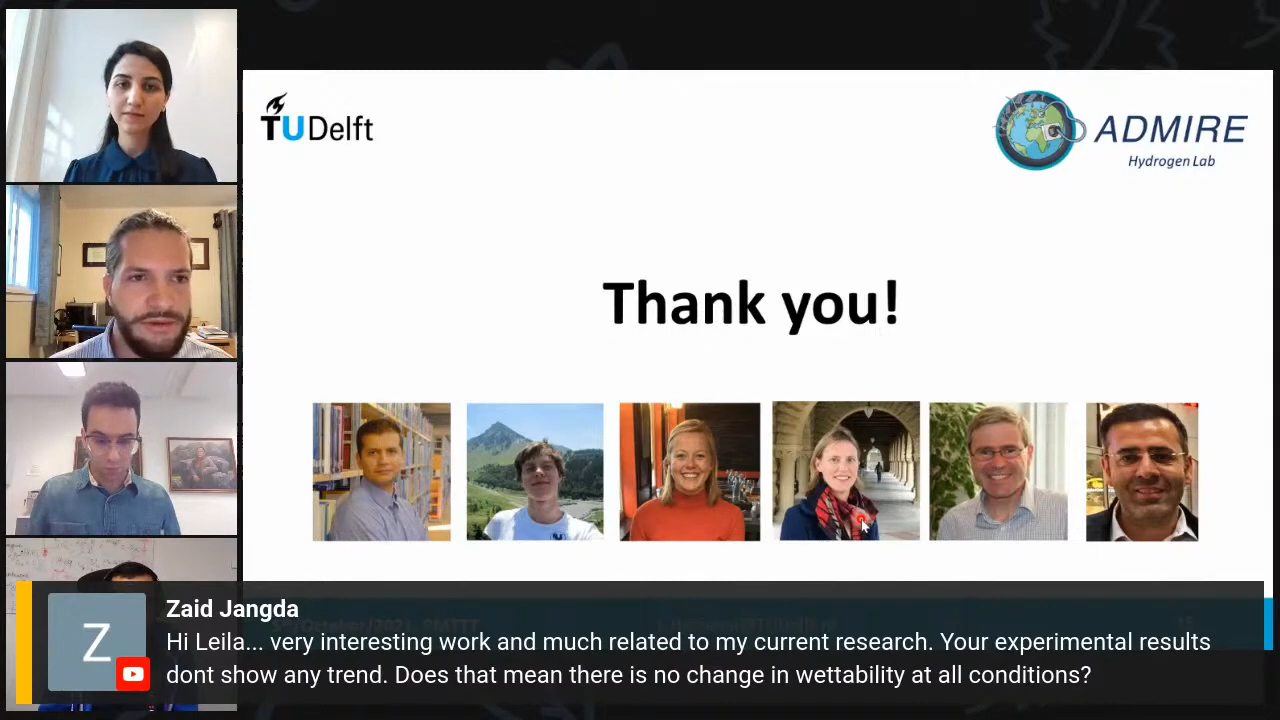 TUDelft
ADMIRE
Hydrogen Lab
Thank you!
Z
Zaid Jangda
Hi Leila... very interesting work and much related to my current research. Your experimental results
dont show any trend. Does that mean there is no change in wettability at all conditions?